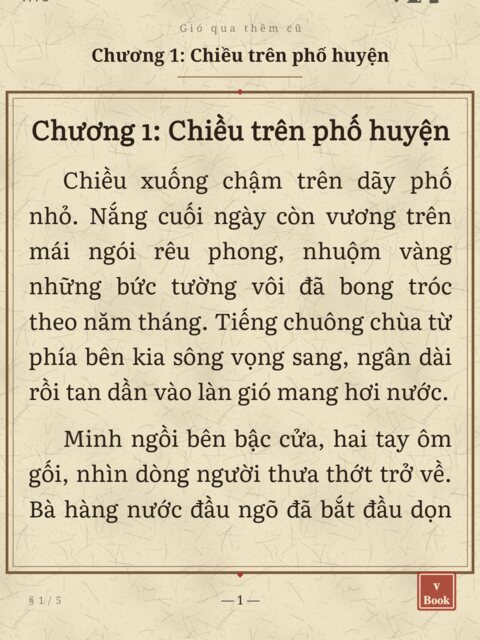 Gió qua thềm cũ
Chương 1: Chiều trên phố huyện
Chương 1: Chiều trên phố huyện
Chiều xuống chậm trên dãy phố
nhỏ. Nắng cuối ngày còn vương trên
mái ngói rêu phong, nhuộm vàng
những bức tường vôi đã bong tróc
theo năm tháng. Tiếng chuông chùa từ
phía bên kia sông vọng sang, ngân dài
rồi tan dần vào làn gió mang hơi nước.
Minh ngồi bên bậc cửa, hai tay ôm
gối, nhìn dòng người thưa thớt trở về.
Bà hàng nước đầu ngõ đã bắt đầu dọn
§ 1 / 5
— 1 —
v
Book